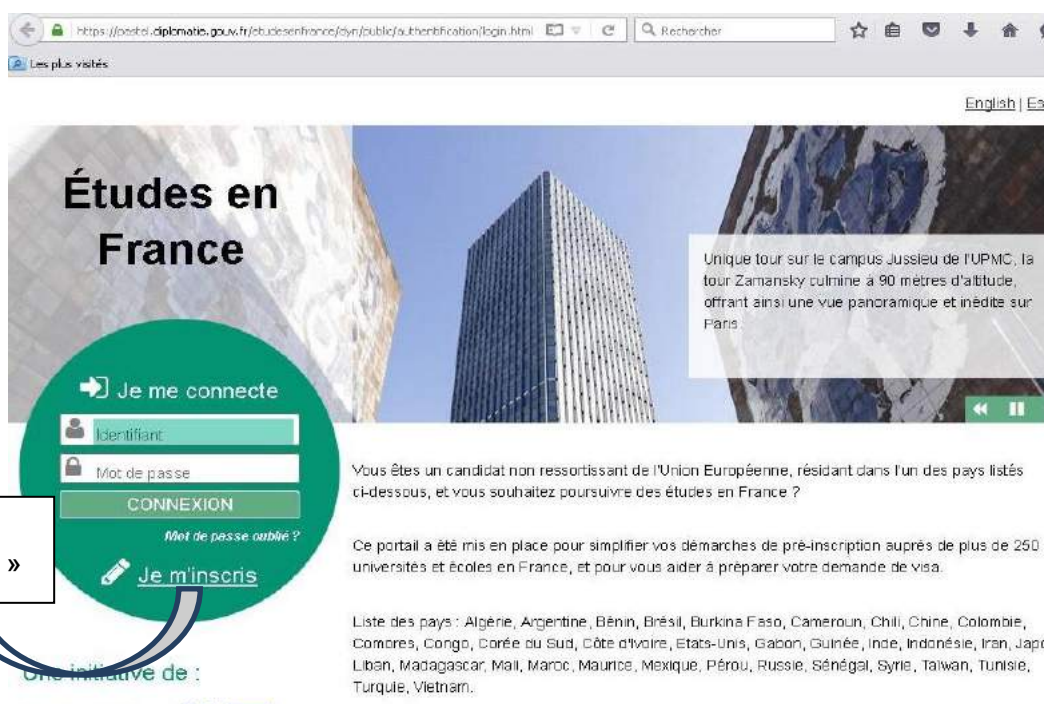 https://pastel.diplomatie.gouv.fr/etudesenfrance/dyn/public/authentification/login.html
Rechercher
Les plus visités
English | Es
Études en
France
Unique tour sur le campus Jussieu de l'UPMC, la
tour Zamansky culmine à 90 mètres d'altitude,
offrant ainsi une vue panoramique et inédite sur
Paris.
Je me connecte
Identifiant
Mot de passe
CONNEXION
Mot de passe oublié ?
»
Je m'inscris
Une initiative de :
Vous êtes un candidat non ressortissant de l'Union Européenne, résidant dans l'un des pays listés
ci-dessous, et vous souhaitez poursuivre des études en France ?
Ce portail a été mis en place pour simplifier vos démarches de pré-inscription auprès de plus de 250
universités et écoles en France, et pour vous aider à préparer votre demande de visa.
Liste des pays : Algérie, Argentine, Bénin, Brésil, Burkina Faso, Cameroun, Chili, Chine, Colombie,
Comores, Congo, Corée du Sud, Côte d'Ivoire, Etats-Unis, Gabon, Guinée, Inde, Indonésie, Iran, Japo
Liban, Madagascar, Mali, Maroc, Maurice, Mexique, Pérou, Russie, Sénégal, Syrie, Taïwan, Tunisie,
Turquie, Vietnam.